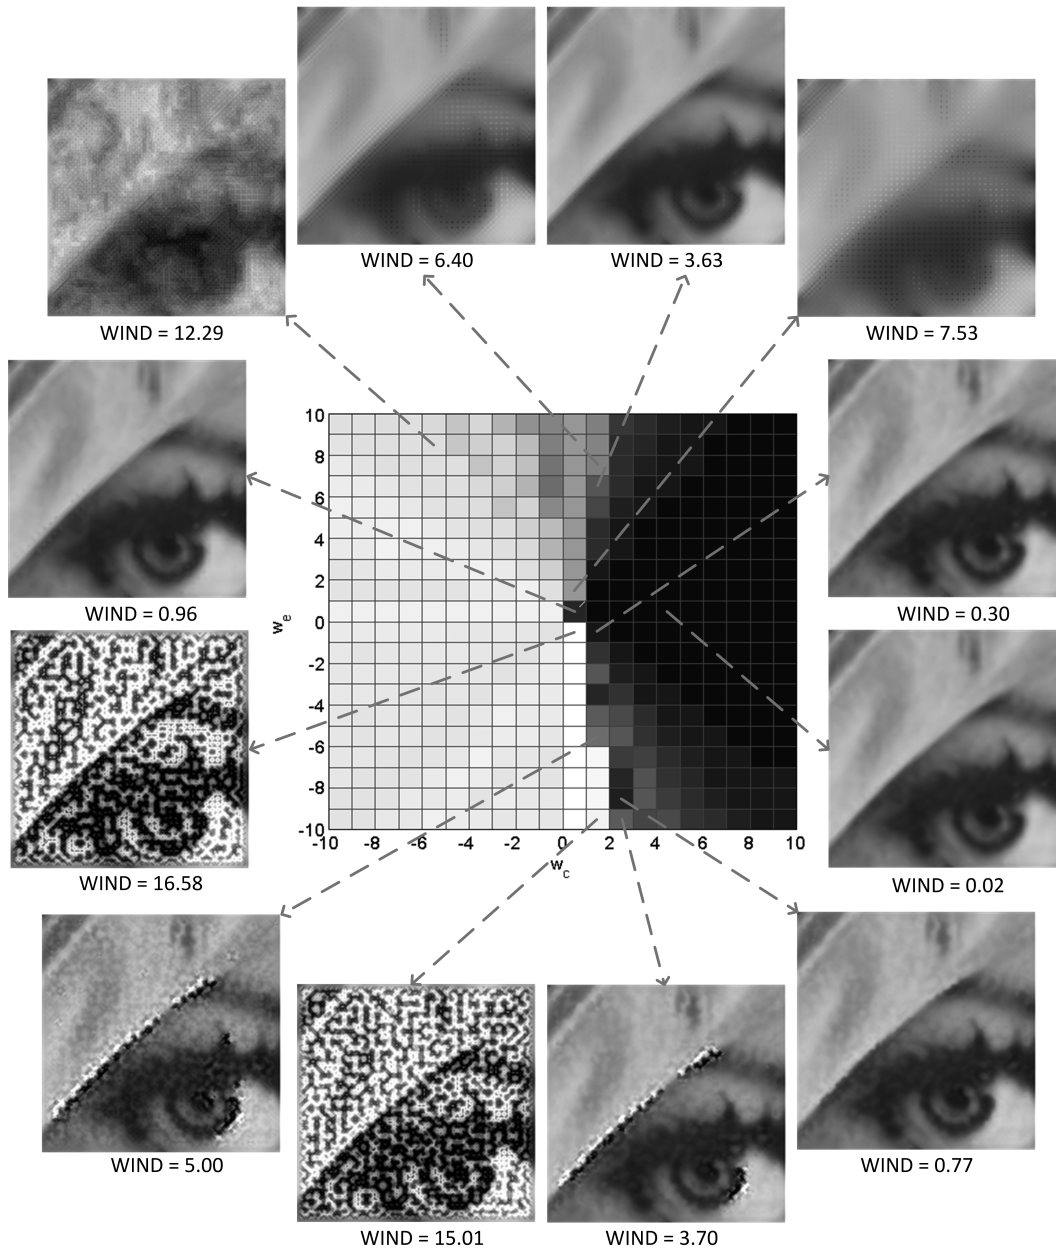 WIND = 6.40
WIND = 3.63
WIND = 12.29
WIND = 7.53
10
8
6
4
2
0
-2
-4
-6
-8
-10
w_e
-10 -8 -6 -4 -2 0 2 4 6 8 10
w_c
WIND = 0.96
WIND = 0.30
WIND = 16.58
WIND = 0.02
WIND = 5.00
WIND = 0.77
WIND = 15.01
WIND = 3.70